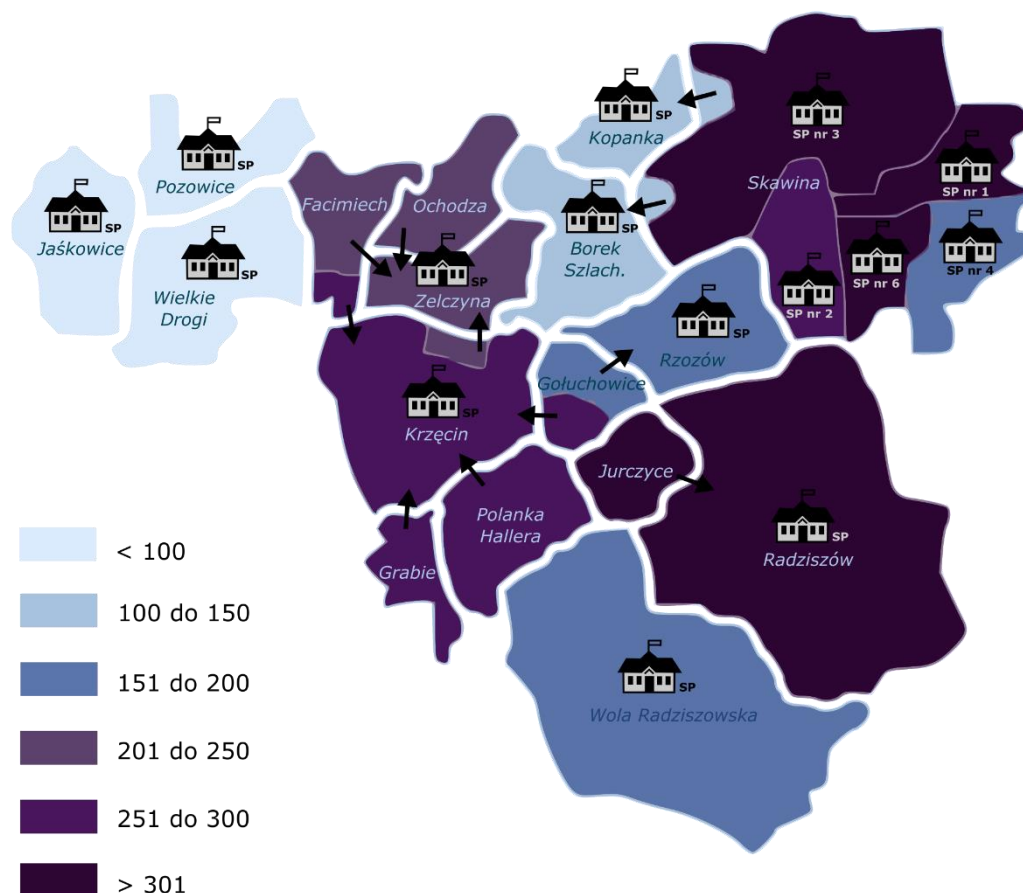 SP
Kopanka
SP nr 3
SP
Pozowice
SP nr 1
Skawina
SP
Jaśkowice
Facimiech
Ochodza
SP
Borek
Szlach.
SP
Wielkie
Drogi
SP nr 4
SP nr 6
SP
Zelczyna
SP nr 2
SP
Rzozów
Gołuchowice
SP
Krzęcin
Jurczyce
Polanka
Hallera
SP
Radziszów
Grabie
SP
Wola Radziszowska
< 100
100 do 150
151 do 200
201 do 250
251 do 300
> 301